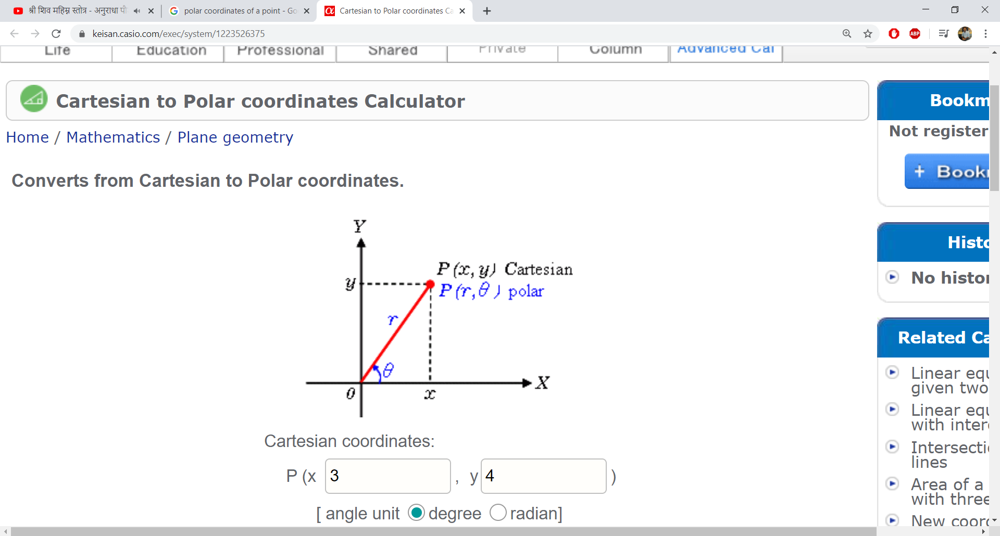 श्री शिव महिम्न स्तोत्र - अनुराधा पौ
polar coordinates of a point - Go
Cartesian to Polar coordinates Ca
keisan.casio.com/exec/system/1223526375
ABP
Life Education Professional Shared Private Column Advanced Cal
Cartesian to Polar coordinates Calculator
Home / Mathematics / Plane geometry
Converts from Cartesian to Polar coordinates.
Y
P (x, y) Cartesian
y
P (r, θ) polar
r
θ
X
0
x
Cartesian coordinates:
P (x 3 , y 4 )
[ angle unit degree radian]
Bookm
Not register
+ Bookr
Histo
No histor
Related Ca
Linear equ
given two
Linear equ
with inter
Intersecti
lines
Area of a
with three
New coord